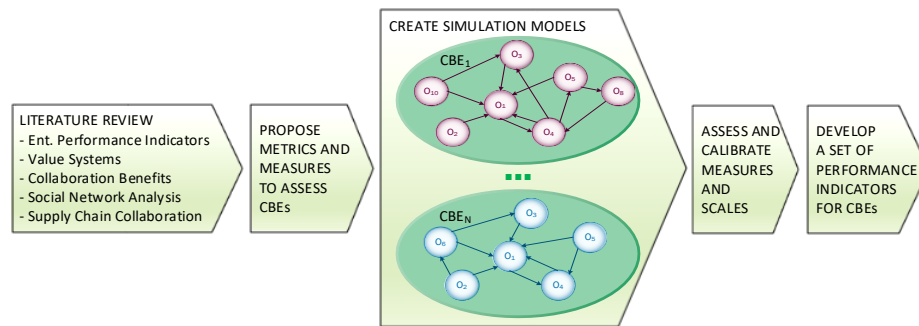 LITERATURE REVIEW
- Ent. Performance Indicators
- Value Systems
- Collaboration Benefits
- Social Network Analysis
- Supply Chain Collaboration
PROPOSE
METRICS AND
MEASURES
TO ASSESS
CBEs
CREATE SIMULATION MODELS
CBE₁
O₃
O₅
O₁₀
O₈
O₁
O₂
O₄
CBE_N
O₃
O₆
O₅
O₁
O₂
O₄
ASSESS AND
CALIBRATE
MEASURES
AND
SCALES
DEVELOP
A SET OF
PERFORMANCE
INDICATORS
FOR CBEs